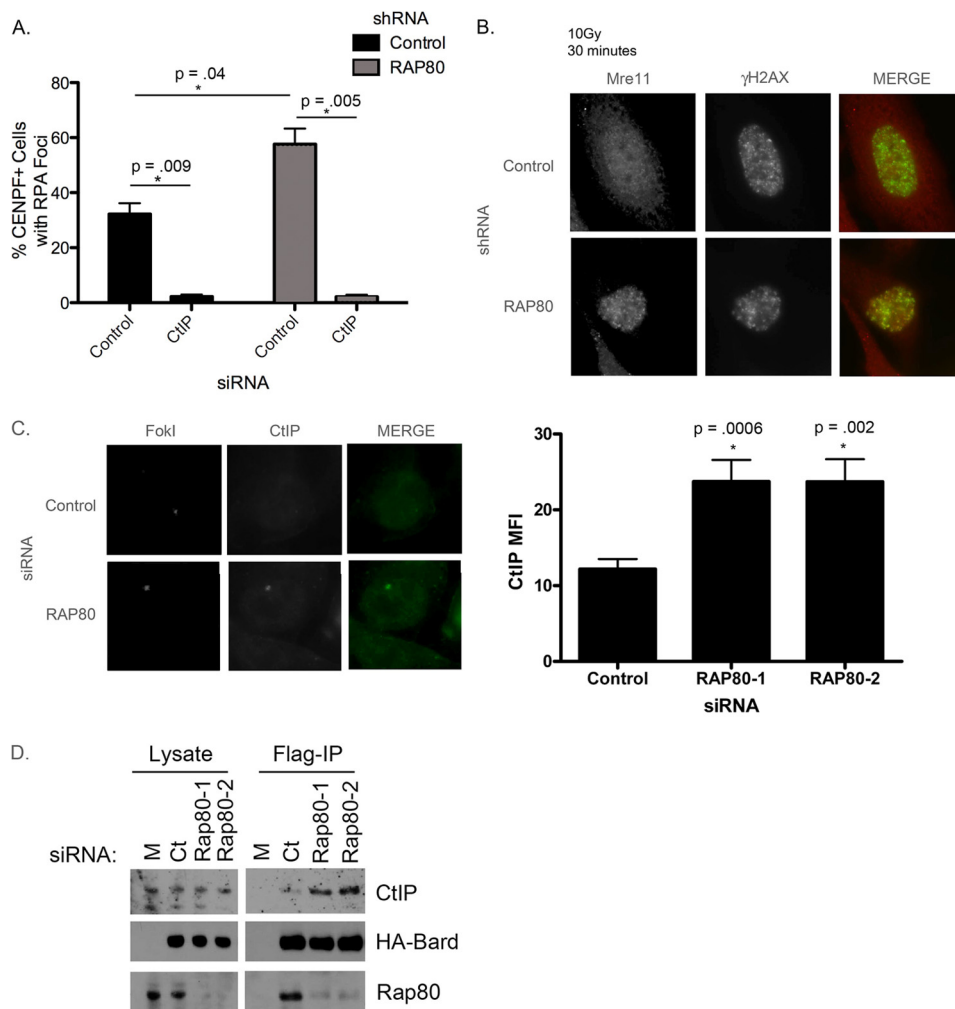 A.
shRNA
Control
RAP80
% CENPF+ Cells
with RPA Foci
80
60
40
20
0
p = .04
*
p = .009
*
p = .005
*
Control
CtIP
Control
CtIP
siRNA
B.
10Gy
30 minutes
Mre11
γH2AX
MERGE
shRNA
Control
RAP80
C.
FokI
CtIP
MERGE
siRNA
Control
RAP80
CtIP MFI
30
20
10
0
p = .0006
*
p = .002
*
Control
RAP80-1
RAP80-2
siRNA
D.
Lysate
Flag-IP
siRNA:
M
Ct
Rap80-1
Rap80-2
M
Ct
Rap80-1
Rap80-2
CtIP
HA-Bard
Rap80